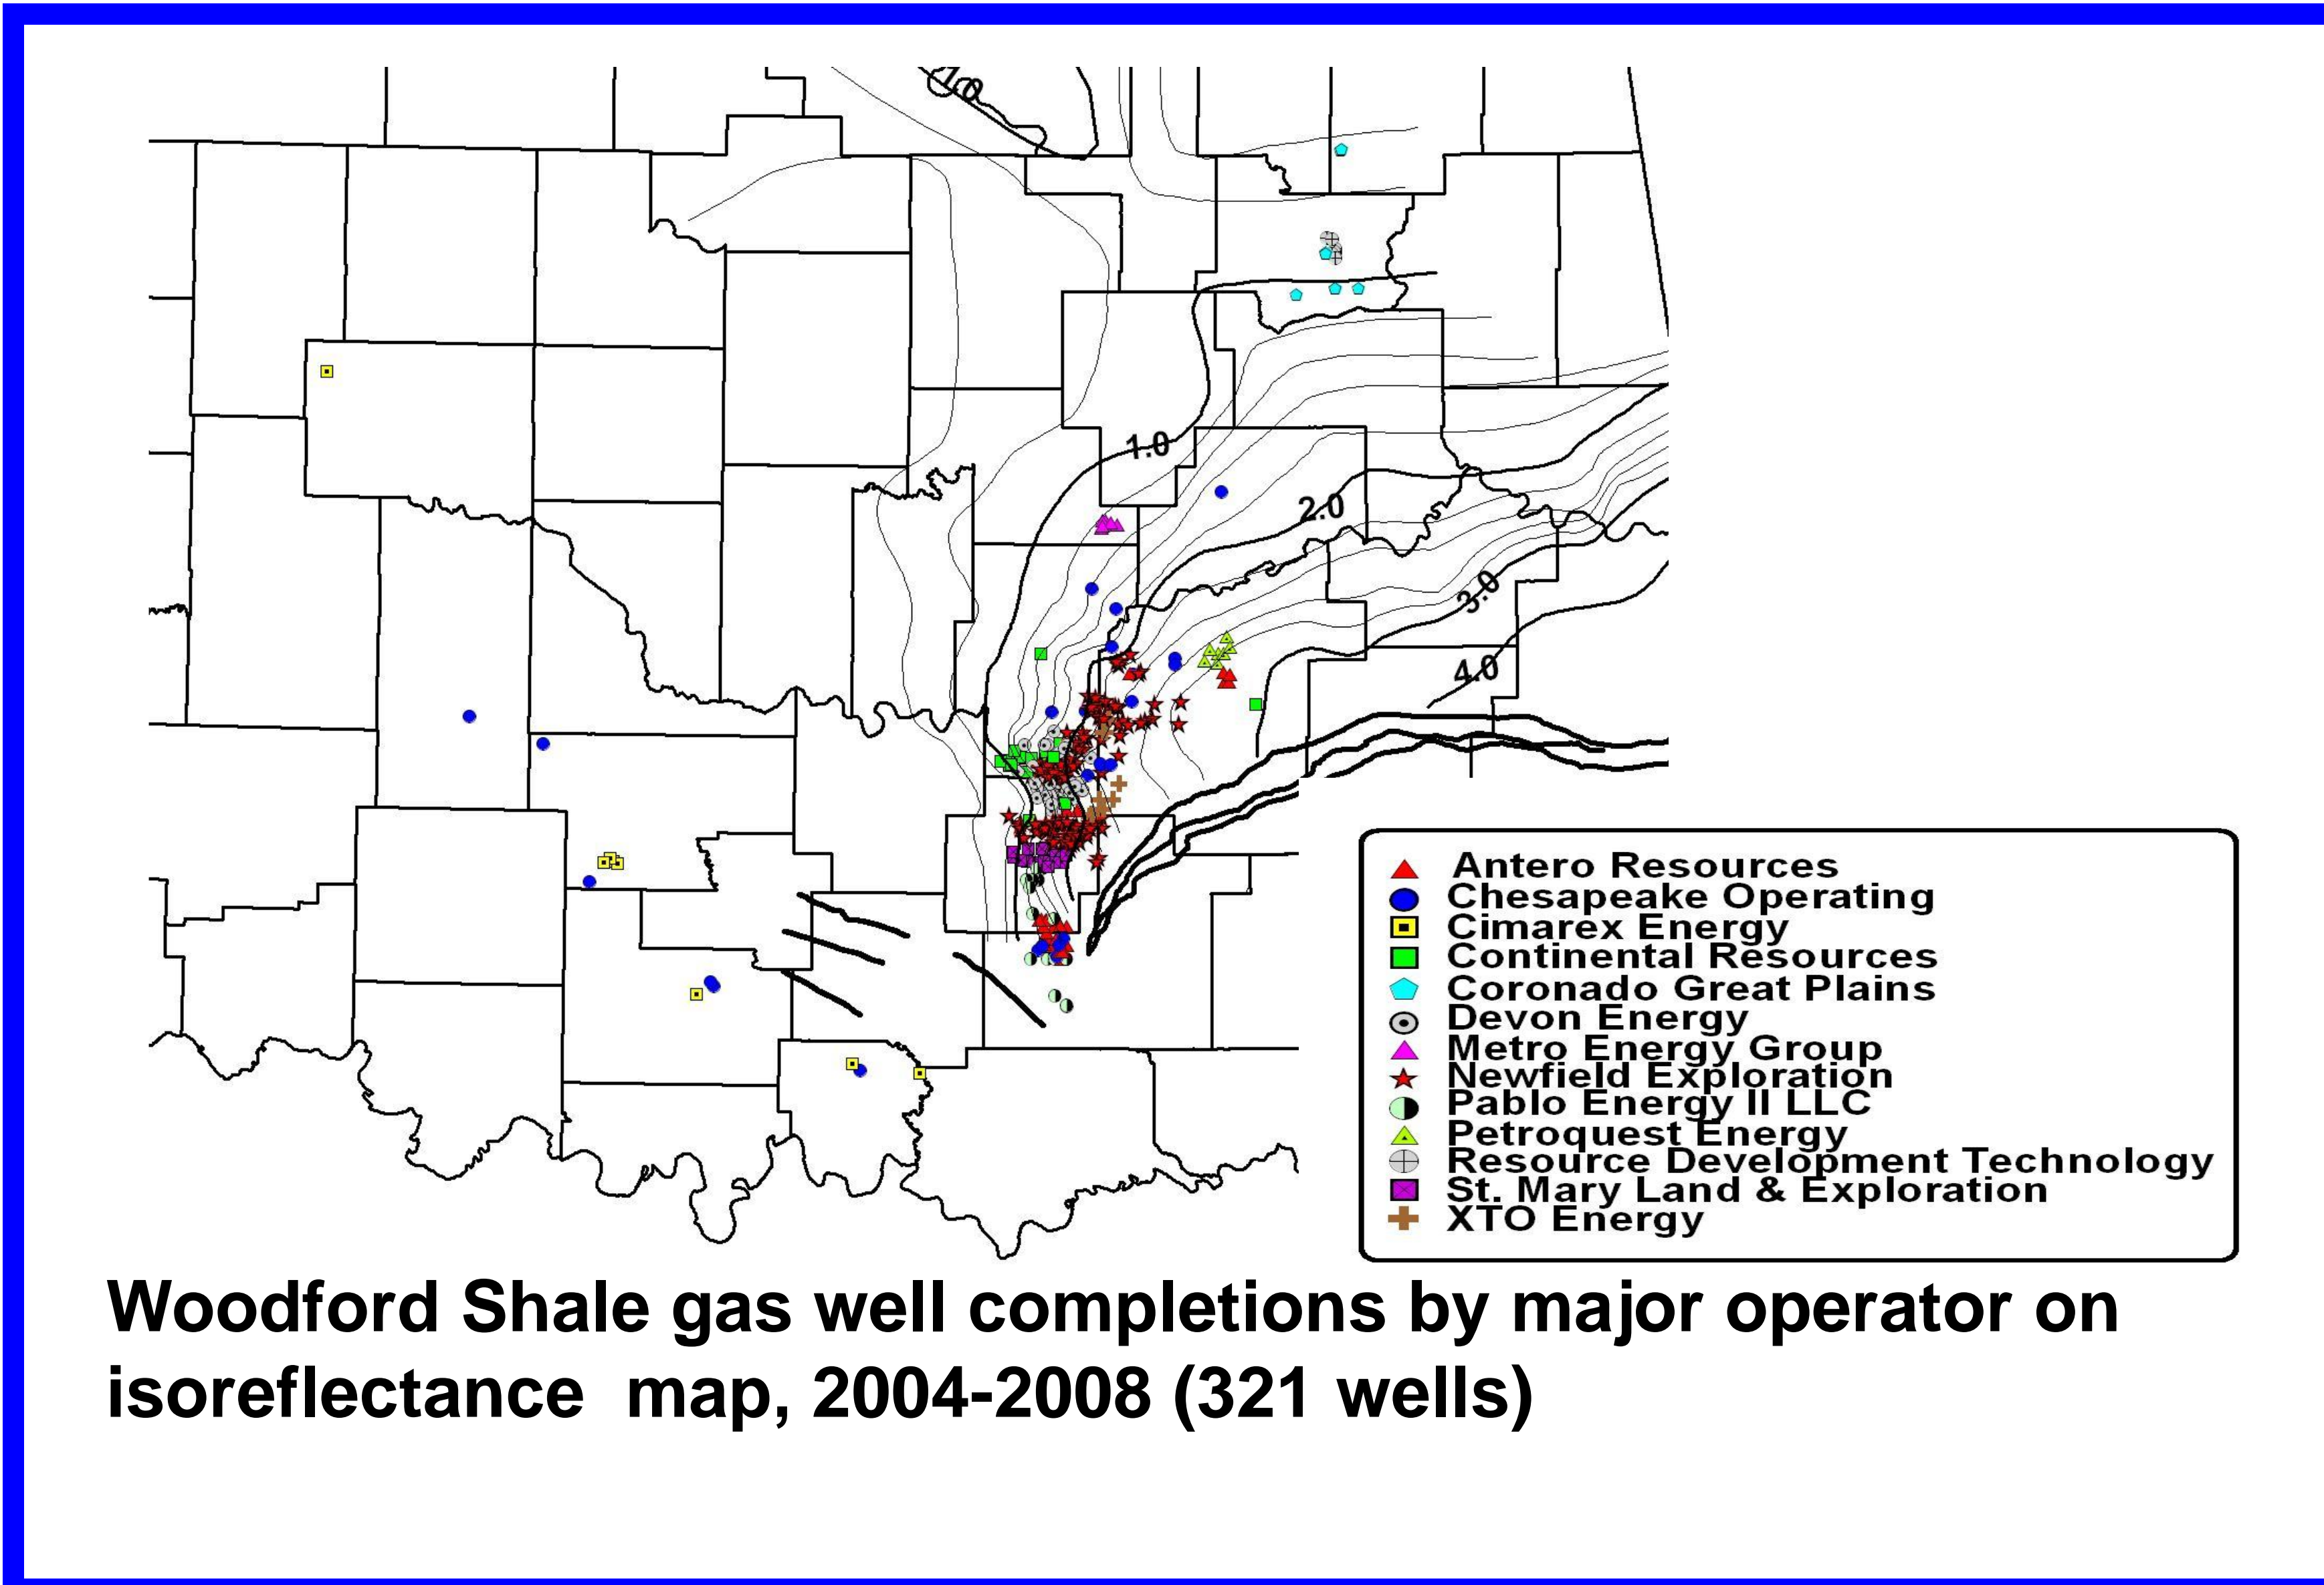 1.0
1.0
2.0
3.0
4.0
Antero Resources
Chesapeake Operating
Cimarex Energy
Continental Resources
Coronado Great Plains
Devon Energy
Metro Energy Group
Newfield Exploration
Pablo Energy II LLC
Petroquest Energy
Resource Development Technology
St. Mary Land & Exploration
XTO Energy
Woodford Shale gas well completions by major operator on
isoreflectance map, 2004-2008 (321 wells)